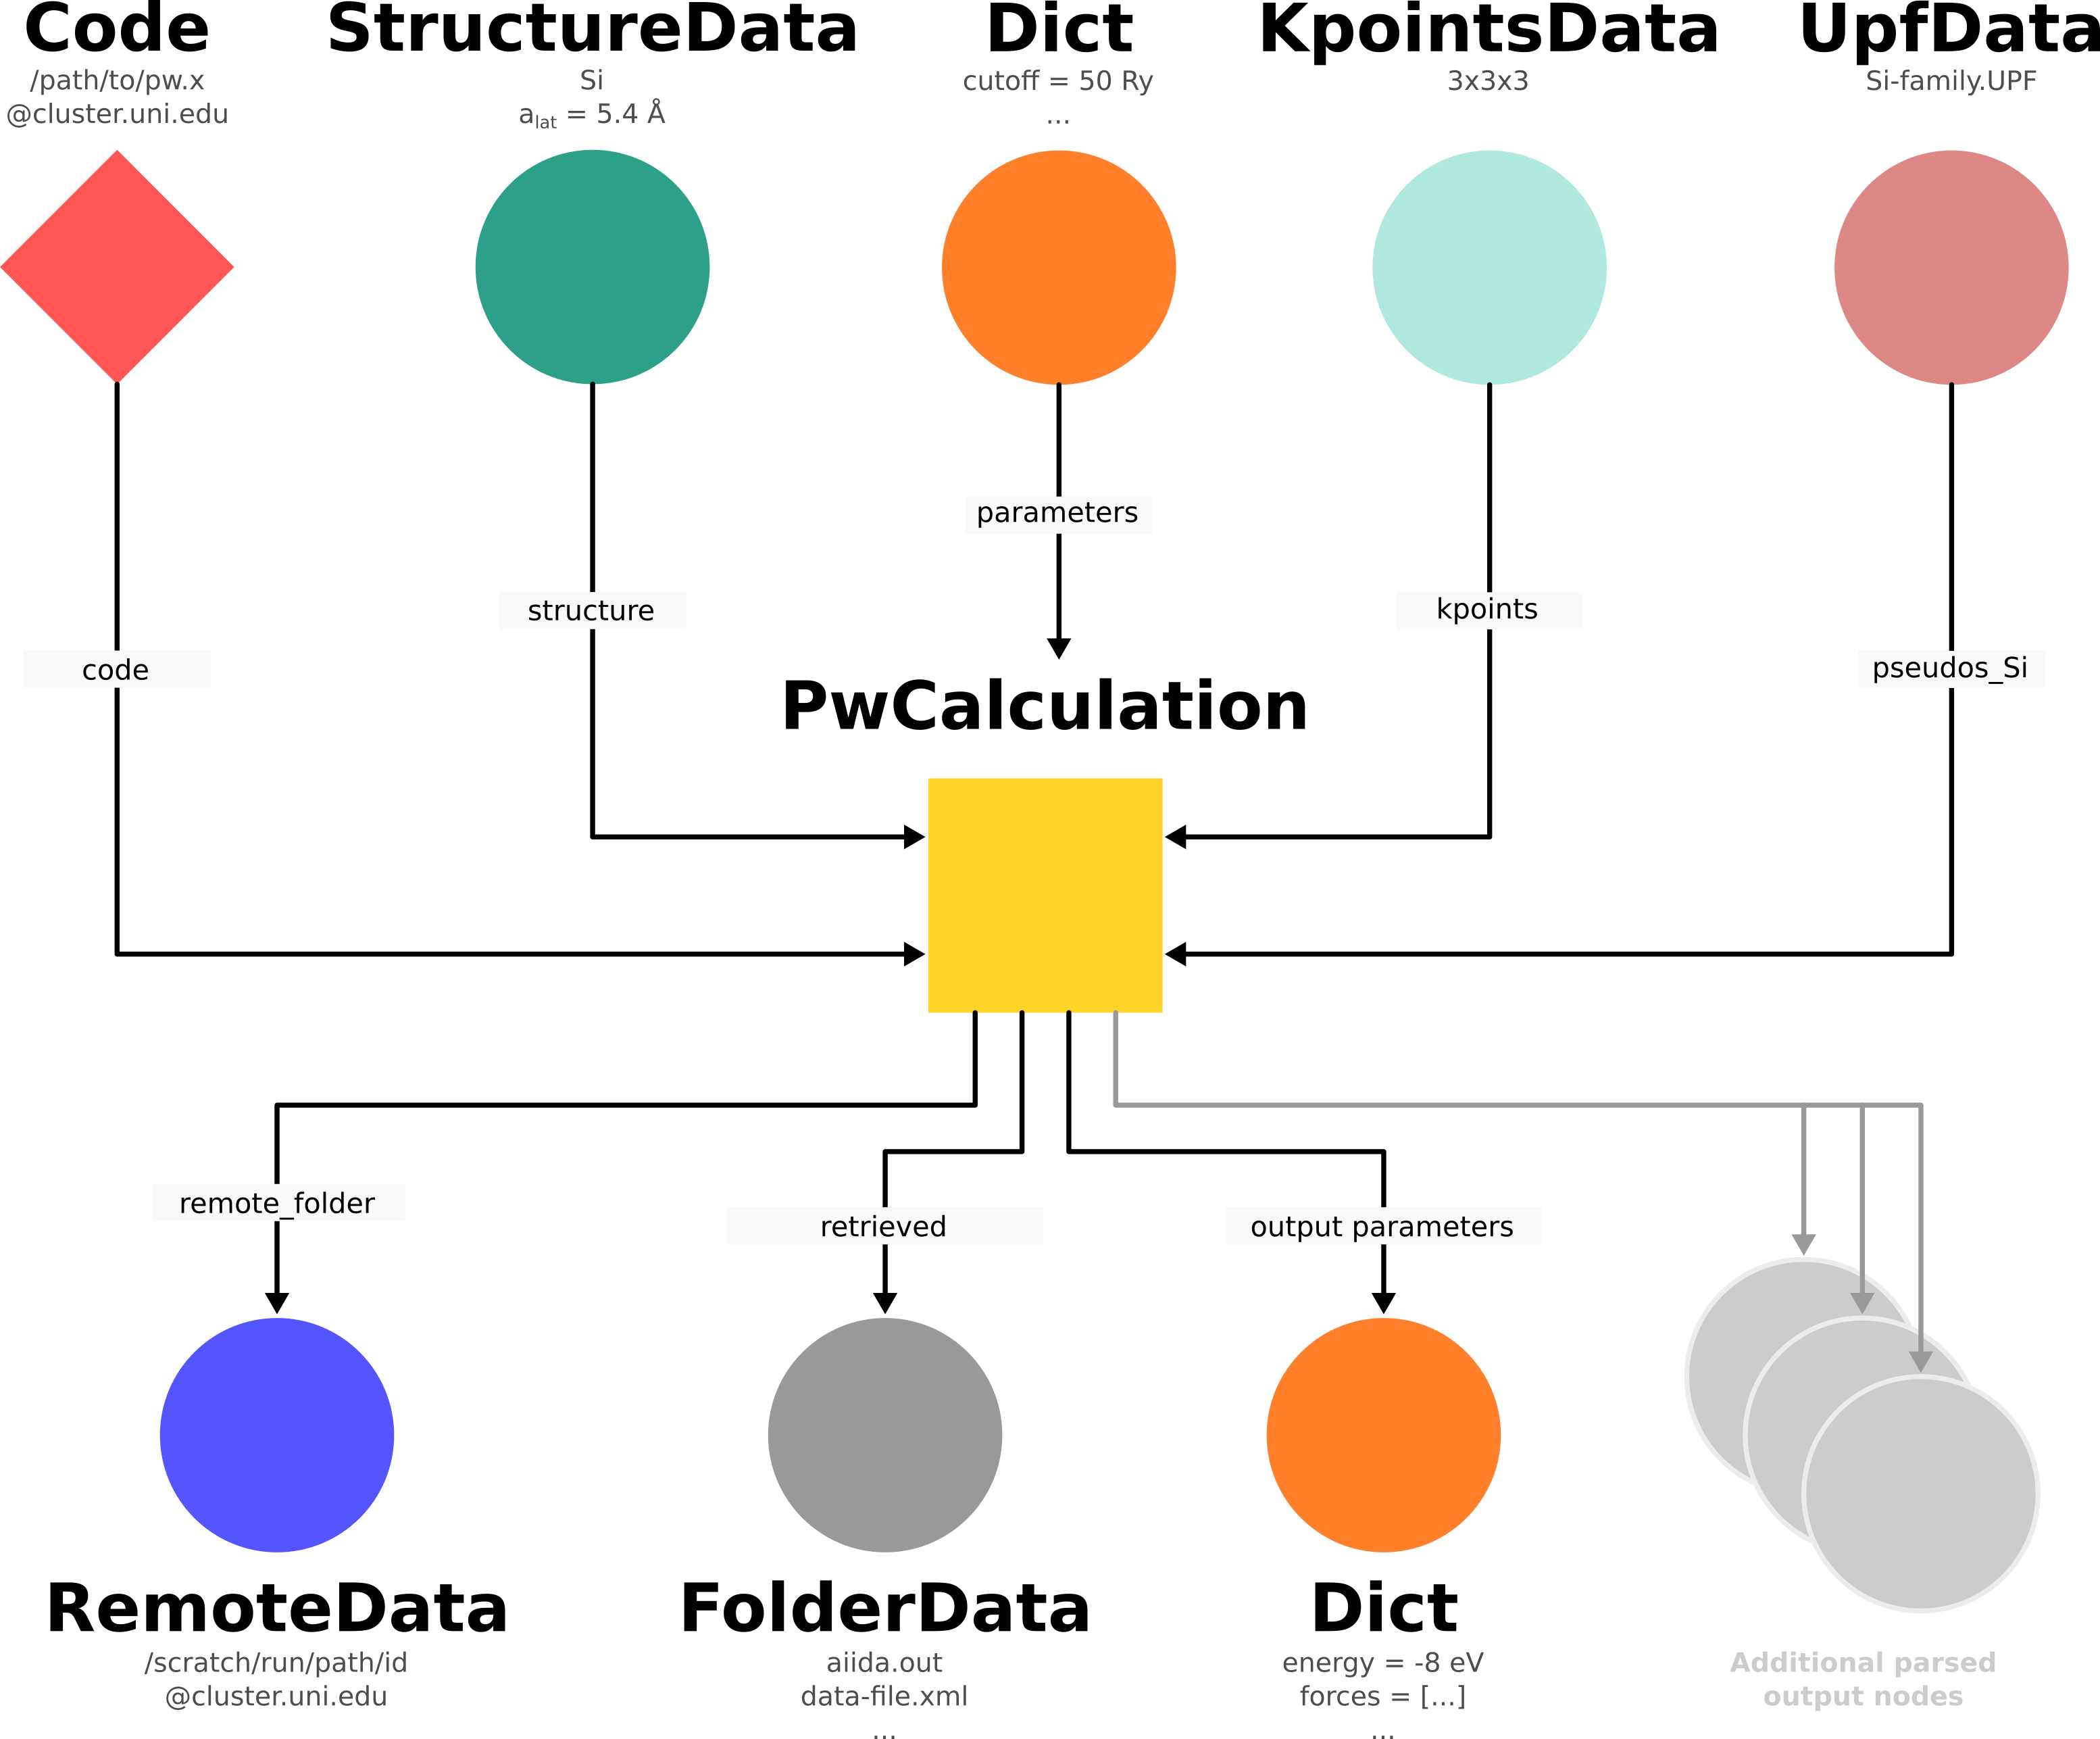 Code
/path/to/pw.x
@cluster.uni.edu
StructureData
Si
alat = 5.4 Å
Dict
cutoff = 50 Ry
...
KpointsData
3x3x3
UpfData
Si-family.UPF
parameters
structure
kpoints
code
pseudos_Si
PwCalculation
remote_folder
retrieved
output parameters
RemoteData
/scratch/run/path/id
@cluster.uni.edu
FolderData
aiida.out
data-file.xml
...
Dict
energy = -8 eV
forces = [...]
...
Additional parsed
output nodes